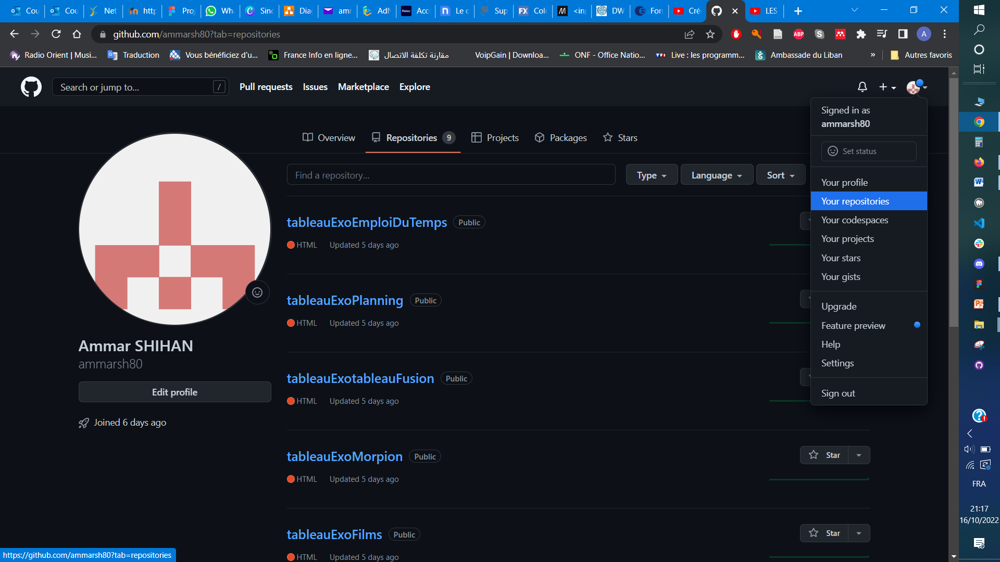 Cou
Cou
Net
http
Proj
Wha
Sinc
Diag
amr
AdN
Acc
Le c
Sup
Colo
<inp
DW
Forr
Cré
LES
github.com/ammarsh80?tab=repositories
Radio Orient | Musi...
Traduction
Vous bénéficiez d'u...
France Info en ligne...
مقارنة تكلفة الاتصال
VoipGain | Downloa...
ONF - Office Natio...
Live : les programm...
Ambassade du Liban
»
Autres favoris
Search or jump to...
/
Pull requests
Issues
Marketplace
Explore
Signed in as
ammarsh80
Set status
Your profile
Your repositories
Your codespaces
Your projects
Your stars
Your gists
Upgrade
Feature preview
Help
Settings
Sign out
Overview
Repositories 9
Projects
Packages
Stars
Find a repository...
Type
Language
Sort
tableauExoEmploiDuTemps Public
HTML Updated 5 days ago
tableauExoPlanning Public
HTML Updated 5 days ago
tableauExotableauFusion Public
HTML Updated 5 days ago
tableauExoMorpion Public
Star
HTML Updated 5 days ago
tableauExoFilms Public
Star
HTML Updated 5 days ago
Ammar SHIHAN
ammarsh80
Edit profile
Joined 6 days ago
https://github.com/ammarsh80?tab=repositories
FRA
21:17
16/10/2022